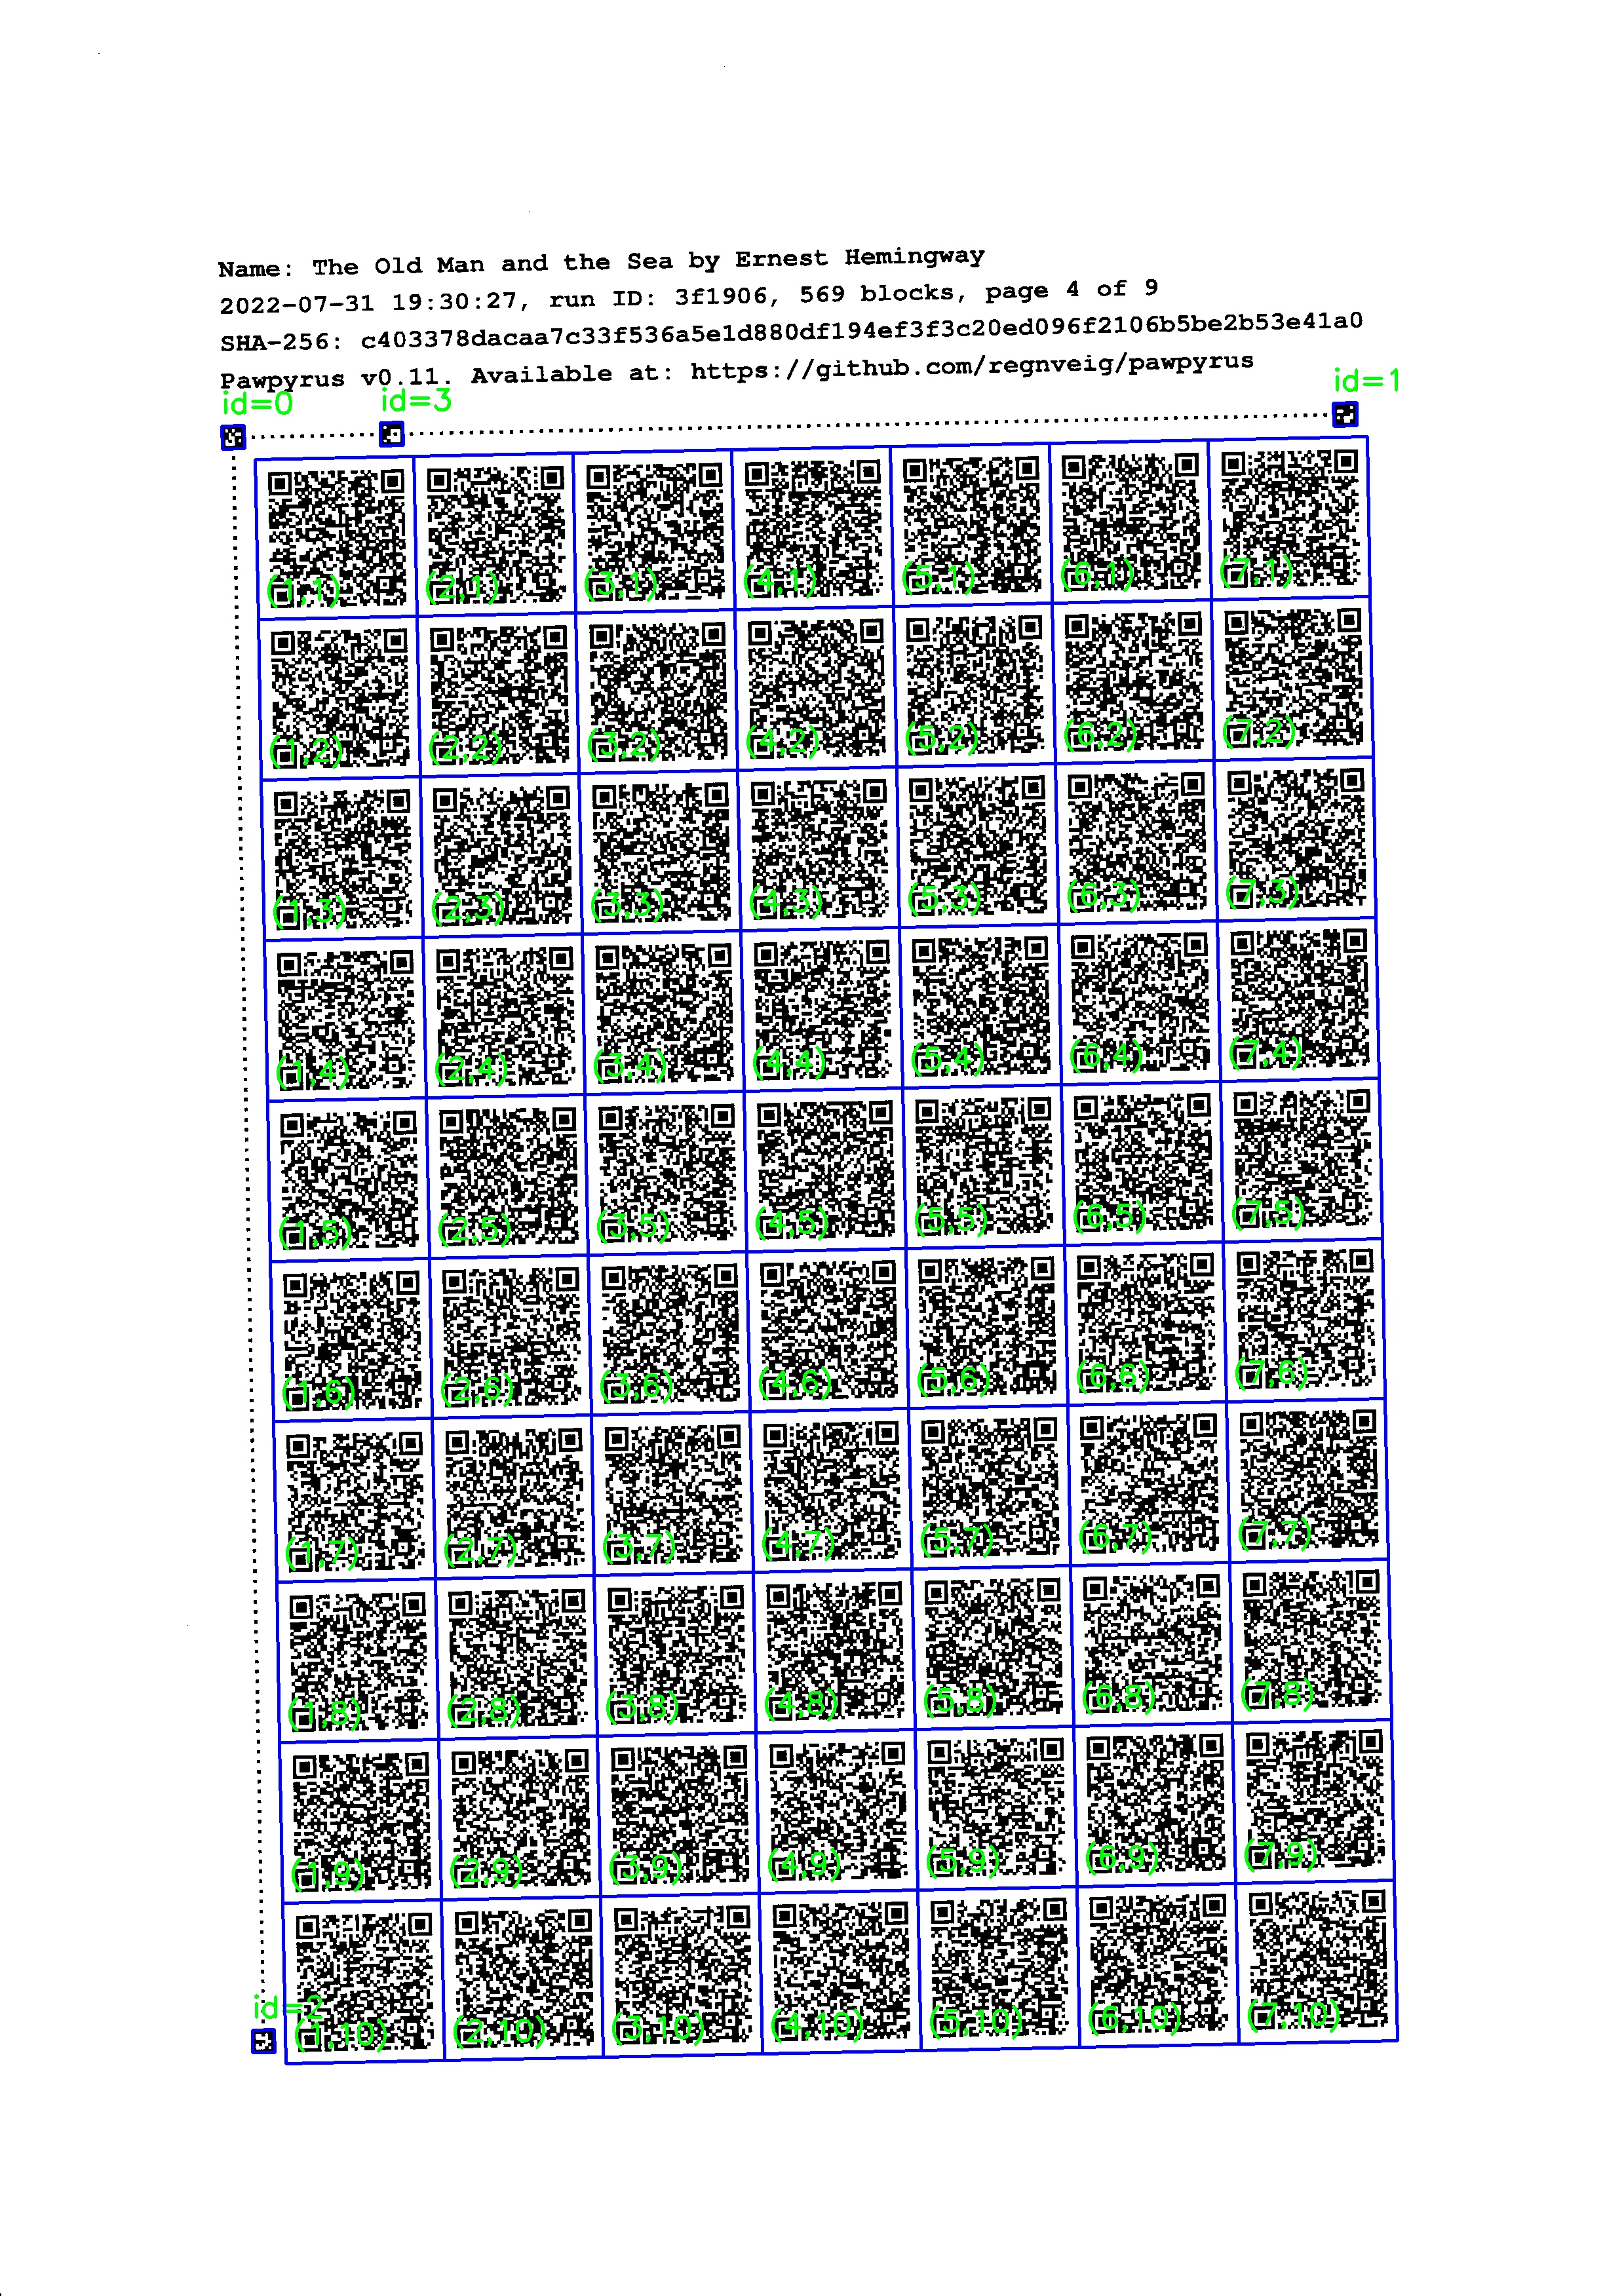 Name: The Old Man and the Sea by Ernest Hemingway
2022-07-31 19:30:27, run ID: 3f1906, 569 blocks, page 4 of 9
SHA-256: c403378dacaa7c33f536a5e1d880df194ef3f3c20ed096f2106b5be2b53e41a0
Pawpyrus v0.11. Available at: https://github.com/regnveig/pawpyrus
id=0 id=3 id=1
(1,1) (2,1) (3,1) (4,1) (5,1) (6,1) (7,1)
(1,2) (2,2) (3,2) (4,2) (5,2) (6,2) (7,2)
(1,3) (2,3) (3,3) (4,3) (5,3) (6,3) (7,3)
(1,4) (2,4) (3,4) (4,4) (5,4) (6,4) (7,4)
(1,5) (2,5) (3,5) (4,5) (5,5) (6,5) (7,5)
(1,6) (2,6) (3,6) (4,6) (5,6) (6,6) (7,6)
(1,7) (2,7) (3,7) (4,7) (5,7) (6,7) (7,7)
(1,8) (2,8) (3,8) (4,8) (5,8) (6,8) (7,8)
(1,9) (2,9) (3,9) (4,9) (5,9) (6,9) (7,9)
id=2
(1,10) (2,10) (3,10) (4,10) (5,10) (6,10) (7,10)